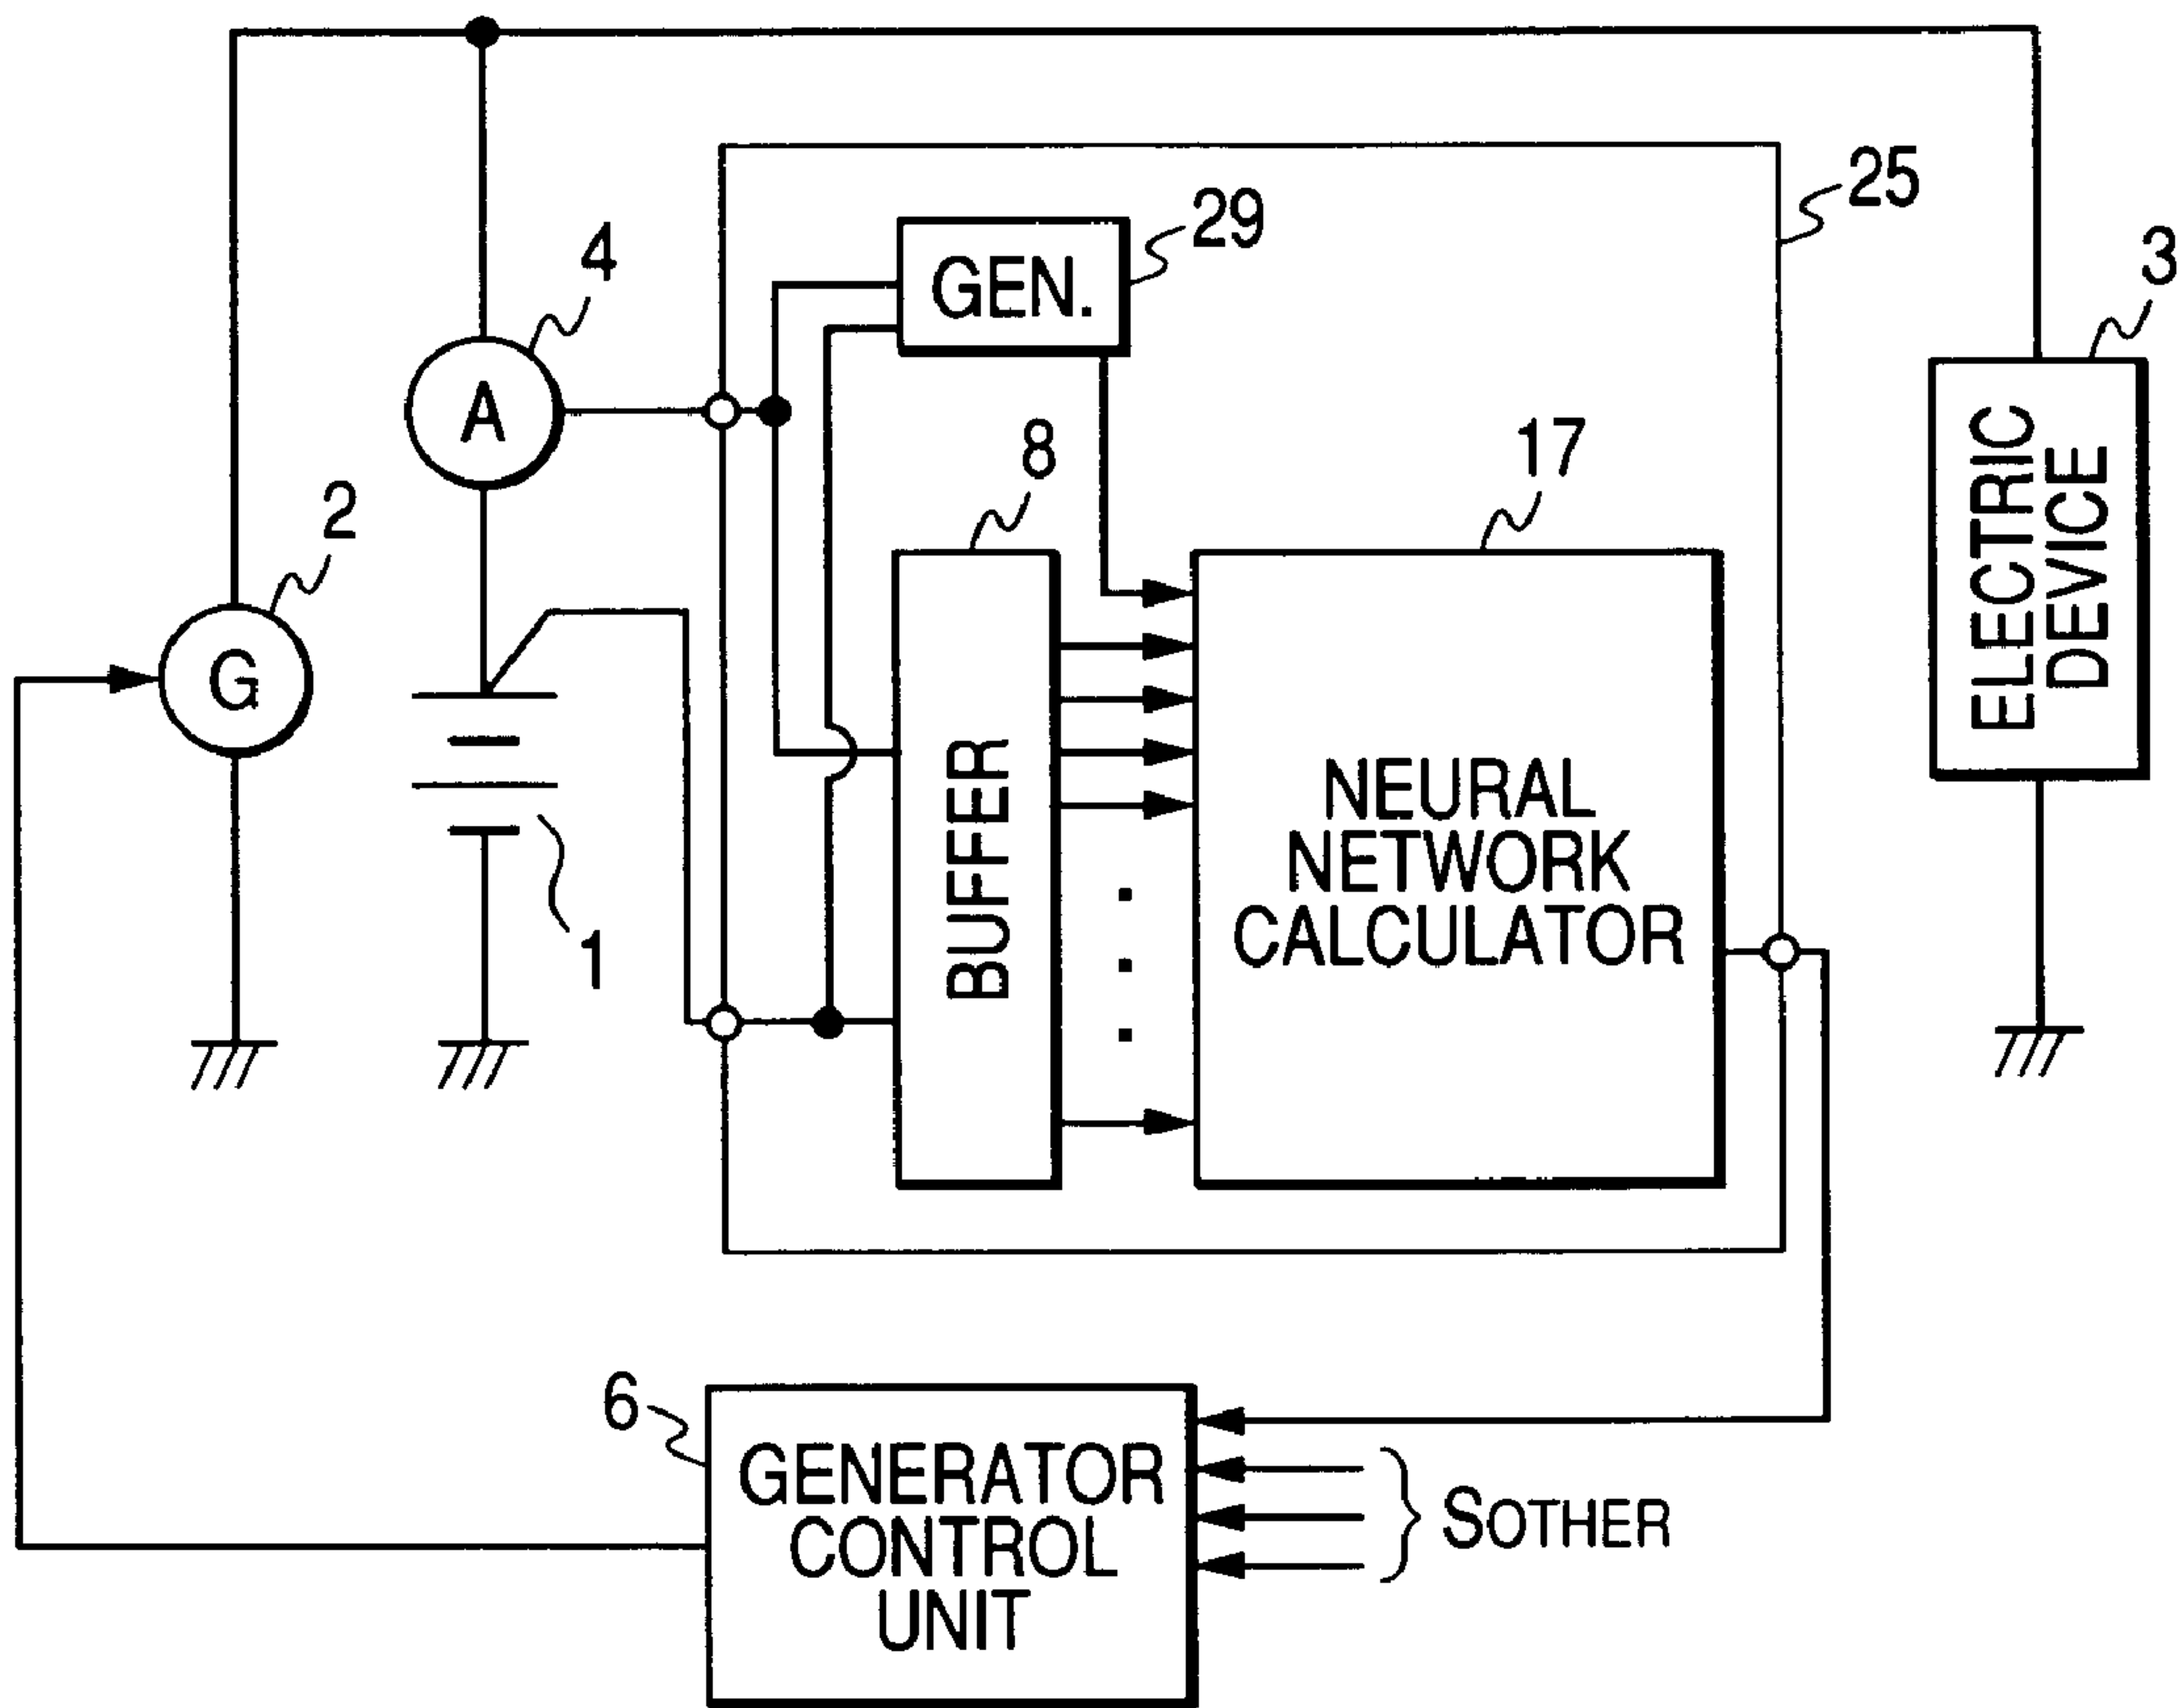 25
29
3
4
GEN.
A
8
17
2
ELECTRIC
DEVICE
G
BUFFER
NEURAL
NETWORK
CALCULATOR
1
6
GENERATOR
CONTROL
UNIT
SOTHER